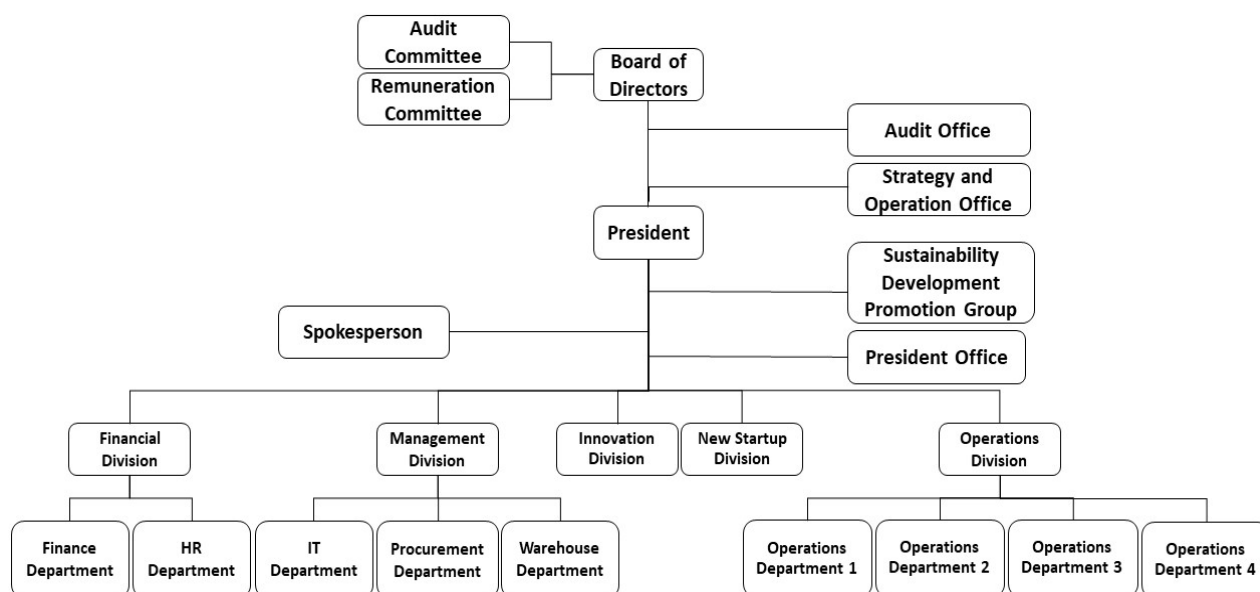 Audit
Committee
Remuneration
Committee
Board of
Directors
Audit Office
Strategy and
Operation Office
President
Sustainability
Development
Promotion Group
Spokesperson
President Office
Financial
Division
Management
Division
Innovation
Division
New Startup
Division
Operations
Division
Finance
Department
HR
Department
IT
Department
Procurement
Department
Warehouse
Department
Operations
Department 1
Operations
Department 2
Operations
Department 3
Operations
Department 4